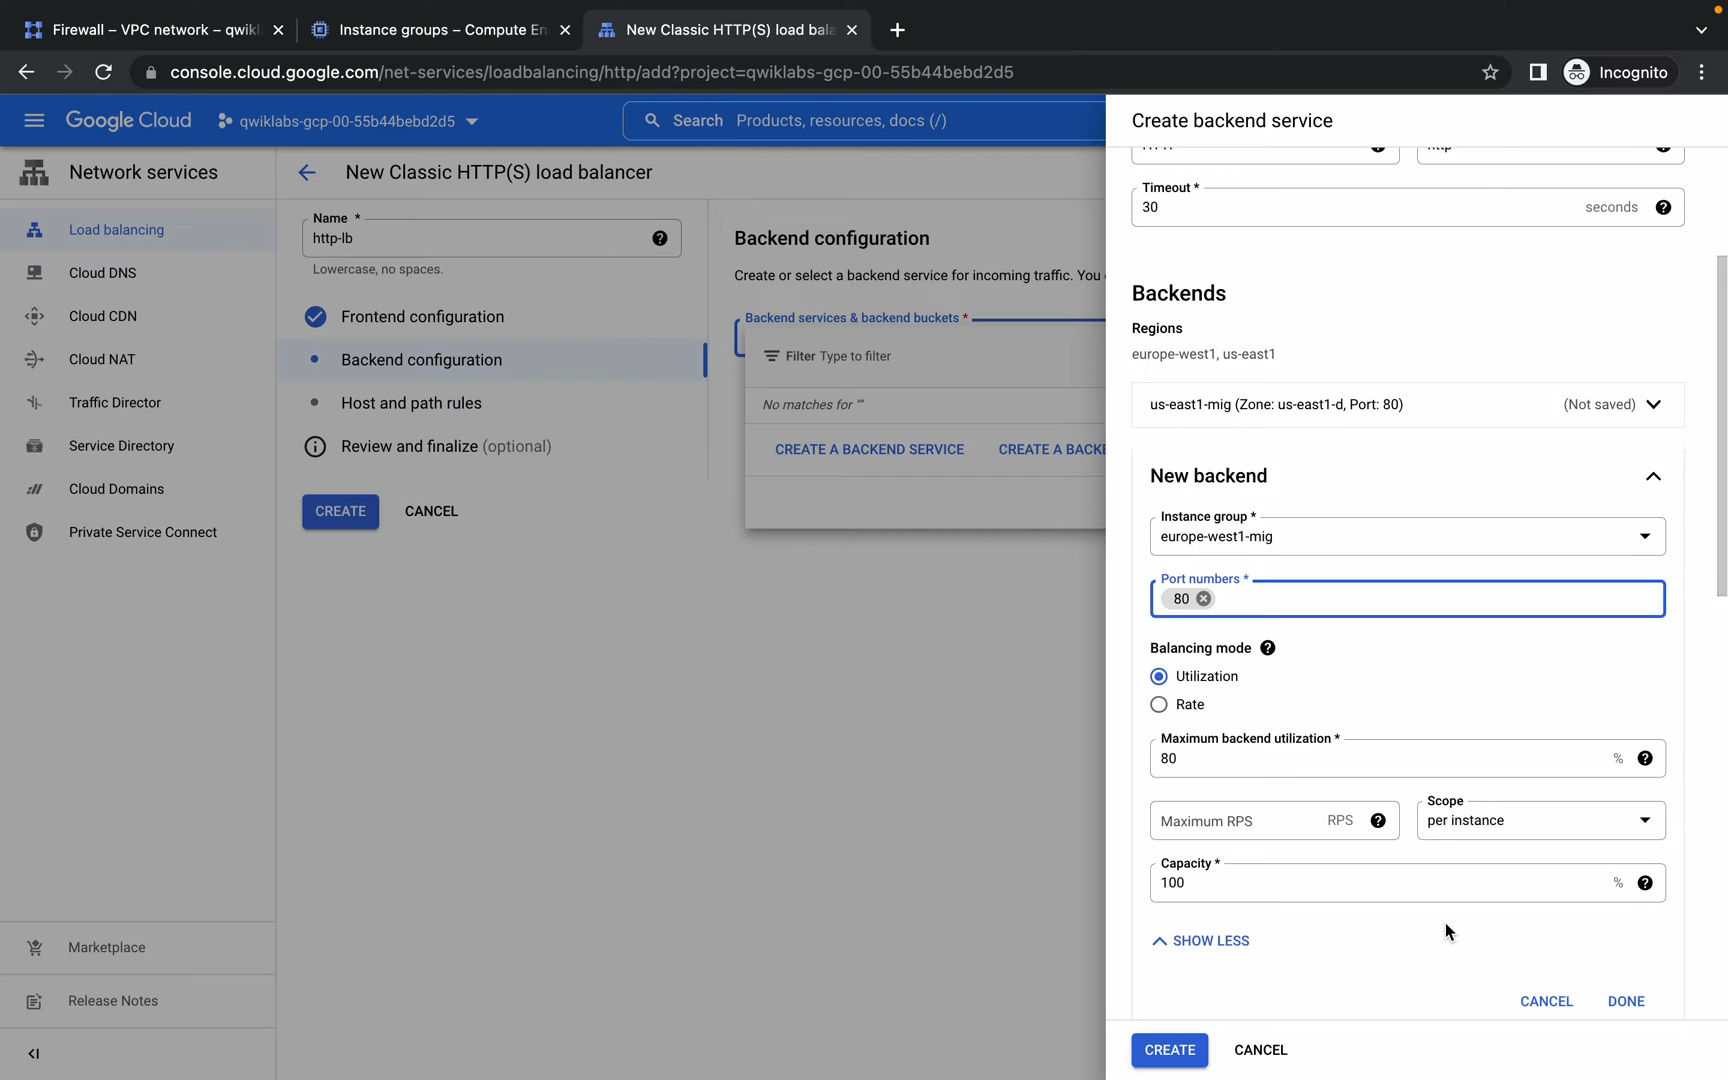 Firewall – VPC network – qwikl
Instance groups – Compute En
New Classic HTTP(S) load bala
console.cloud.google.com/net-services/loadbalancing/http/add?project=qwiklabs-gcp-00-55b44bebd2d5
Incognito
Google Cloud
qwiklabs-gcp-00-55b44bebd2d5
Search Products, resources, docs (/)
Network services
Load balancing
Cloud DNS
Cloud CDN
Cloud NAT
Traffic Director
Service Directory
Cloud Domains
Private Service Connect
Marketplace
Release Notes
New Classic HTTP(S) load balancer
Name *
http-lb
Lowercase, no spaces.
Frontend configuration
Backend configuration
Host and path rules
Review and finalize (optional)
CREATE
CANCEL
Backend configuration
Create or select a backend service for incoming traffic. You
Backend services & backend buckets *
Filter Type to filter
No matches for ""
CREATE A BACKEND SERVICE
CREATE A BACKE
Create backend service
http
Timeout *
30
seconds
Backends
Regions
europe-west1, us-east1
us-east1-mig (Zone: us-east1-d, Port: 80)
(Not saved)
New backend
Instance group *
europe-west1-mig
Port numbers *
80
Balancing mode
Utilization
Rate
Maximum backend utilization *
80
%
Maximum RPS
RPS
Scope
per instance
Capacity *
100
%
SHOW LESS
CANCEL
DONE
CREATE
CANCEL